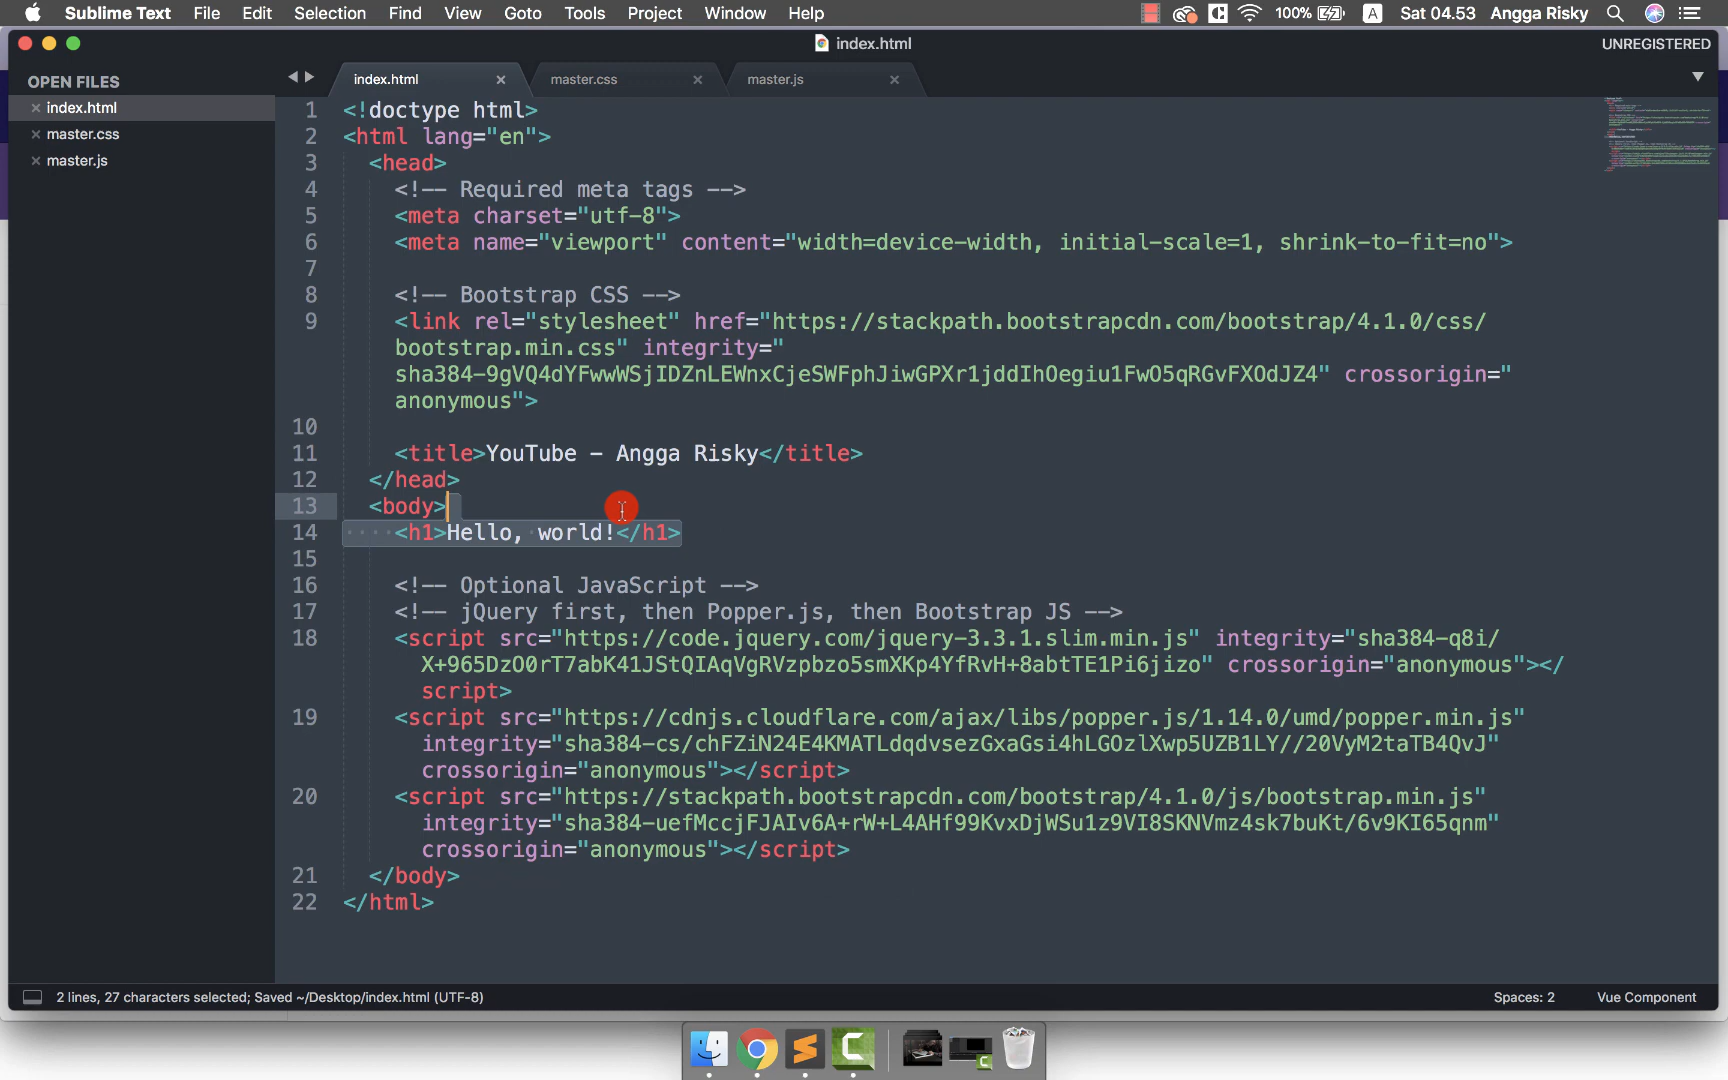 Sublime Text File Edit Selection Find View Goto Tools Project Window Help 100% A Sat 04.53 Angga Risky
index.html UNREGISTERED
OPEN FILES
index.html
master.css
master.js
index.html master.css master.js
1 <!doctype html>
2 <html lang="en">
3 <head>
4 <!-- Required meta tags -->
5 <meta charset="utf-8">
6 <meta name="viewport" content="width=device-width, initial-scale=1, shrink-to-fit=no">
7
8 <!-- Bootstrap CSS -->
9 <link rel="stylesheet" href="https://stackpath.bootstrapcdn.com/bootstrap/4.1.0/css/
bootstrap.min.css" integrity="
sha384-9gVQ4dYFwwWSjIDZnLEWnxCjeSWFphJiwGPXr1jddIhOegiu1FwO5qRGvFXOdJZ4" crossorigin="
anonymous">
10
11 <title>YouTube – Angga Risky</title>
12 </head>
13 <body>
14 <h1>Hello, world!</h1>
15
16 <!-- Optional JavaScript -->
17 <!-- jQuery first, then Popper.js, then Bootstrap JS -->
18 <script src="https://code.jquery.com/jquery-3.3.1.slim.min.js" integrity="sha384-q8i/
X+965DzO0rT7abK41JStQIAqVgRVzpbzo5smXKp4YfRvH+8abtTE1Pi6jizo" crossorigin="anonymous"></
script>
19 <script src="https://cdnjs.cloudflare.com/ajax/libs/popper.js/1.14.0/umd/popper.min.js"
integrity="sha384-cs/chFZiN24E4KMATLdqdvsezGxaGsi4hLGOzlXwp5UZB1LY//20VyM2taTB4QvJ"
crossorigin="anonymous"></script>
20 <script src="https://stackpath.bootstrapcdn.com/bootstrap/4.1.0/js/bootstrap.min.js"
integrity="sha384-uefMccjFJAIv6A+rW+L4AHf99KvxDjWSu1z9VI8SKNVmz4sk7buKt/6v9KI65qnm"
crossorigin="anonymous"></script>
21 </body>
22 </html>
2 lines, 27 characters selected; Saved ~/Desktop/index.html (UTF-8) Spaces: 2 Vue Component